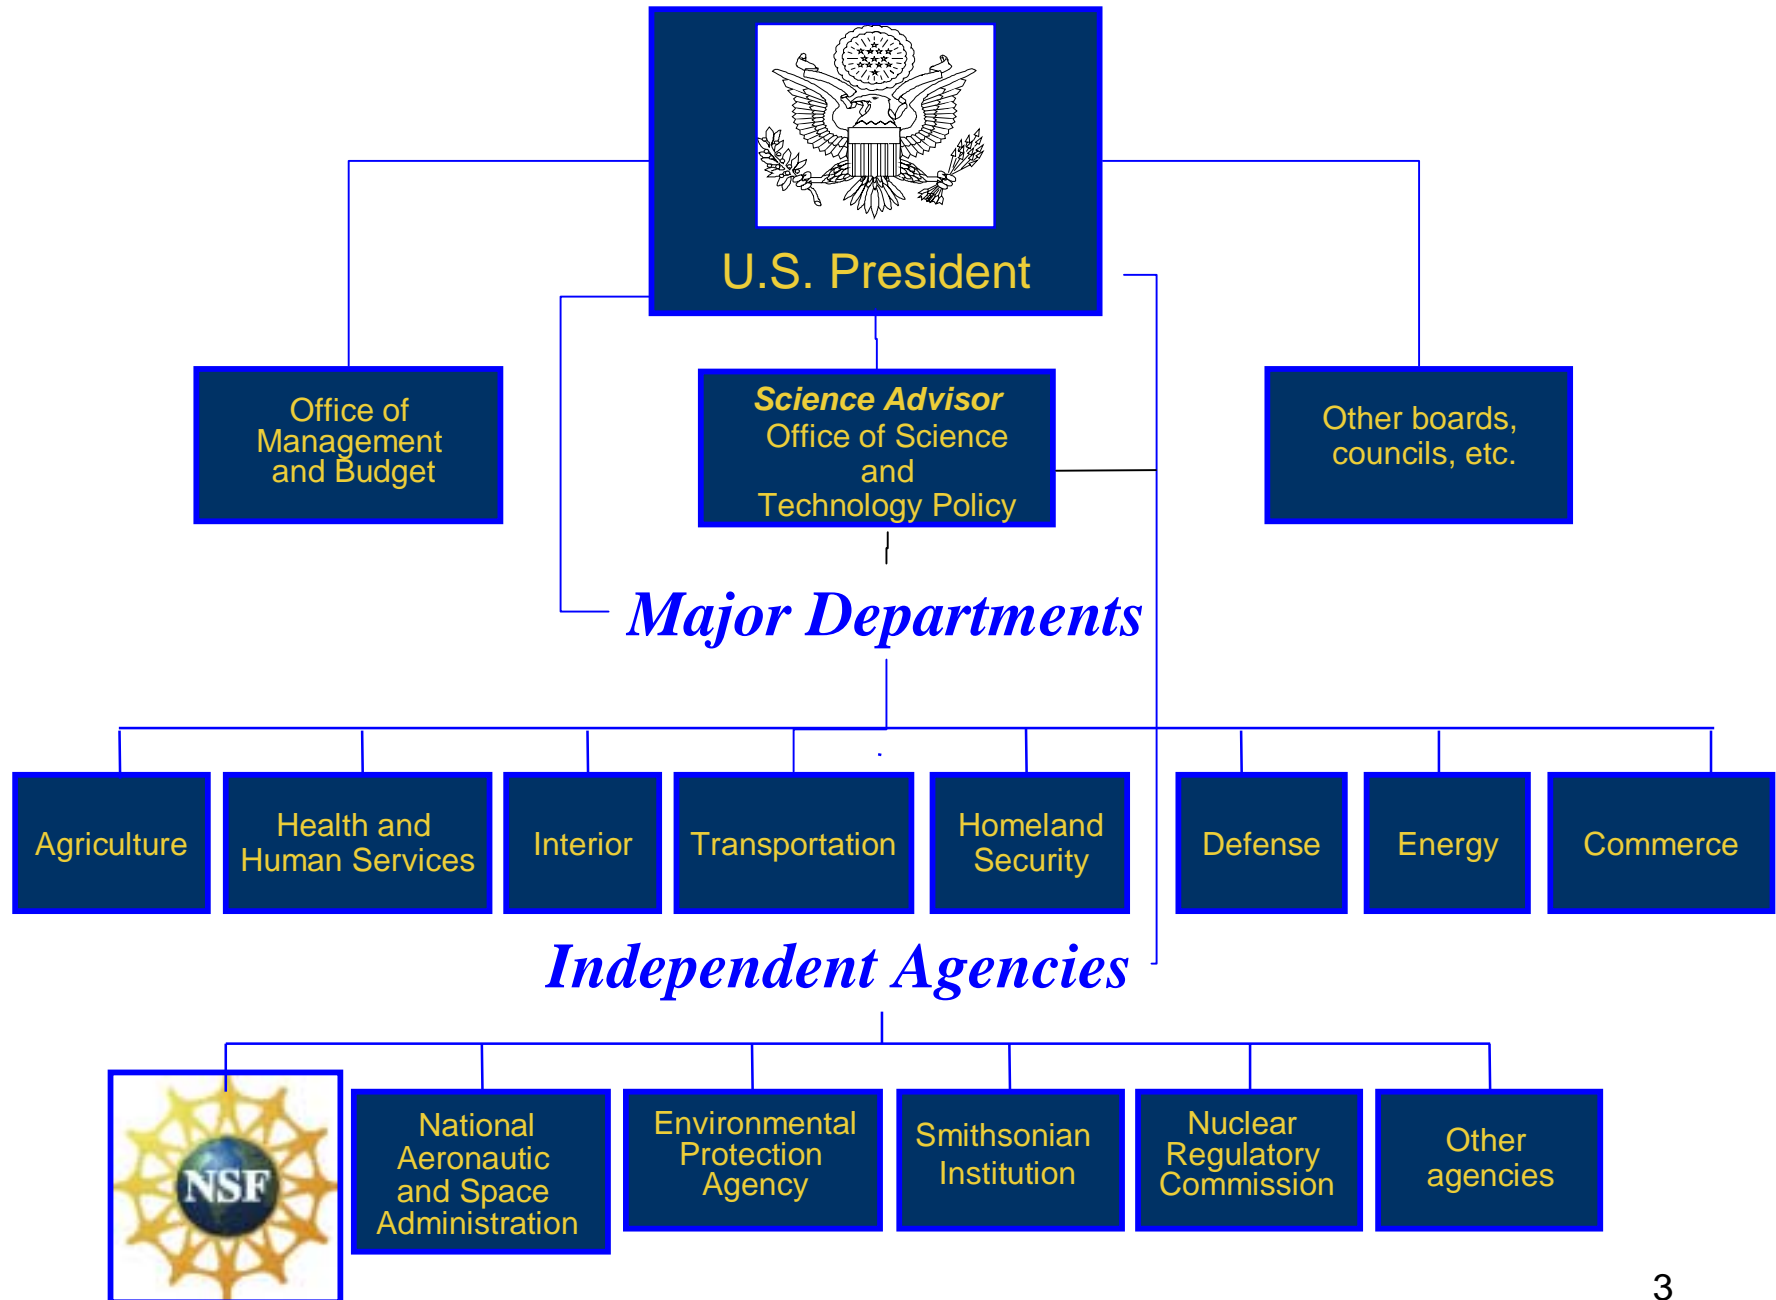 U.S. President
Office of
Management
and Budget
Science Advisor
Office of Science
and
Technology Policy
Other boards,
councils, etc.
Major Departments
Agriculture
Health and
Human Services
Interior
Transportation
Homeland
Security
Defense
Energy
Commerce
Independent Agencies
NSF
National
Aeronautic
and Space
Administration
Environmental
Protection
Agency
Smithsonian
Institution
Nuclear
Regulatory
Commission
Other
agencies
3